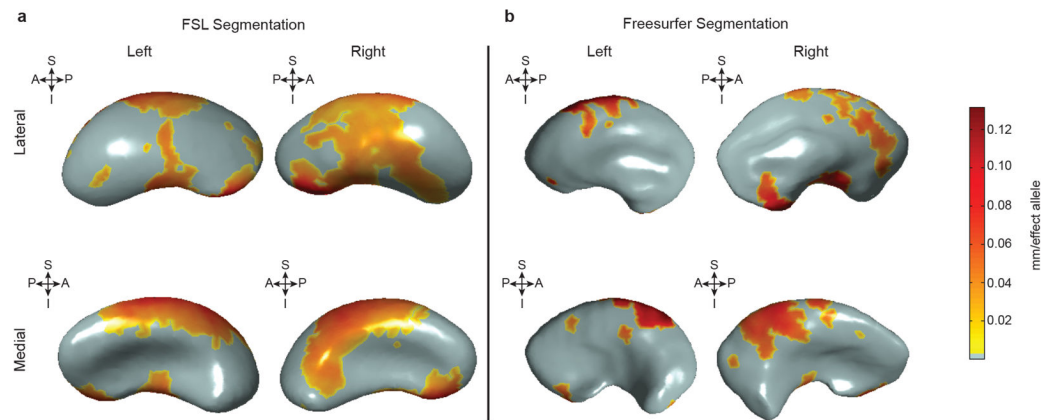 a
FSL Segmentation
b
Freesurfer Segmentation
Left
Right
Left
Right
S
A P
I
S
P A
I
S
A P
I
S
P A
I
Lateral
S
P A
I
S
A P
I
S
P A
I
S
A P
I
Medial
0.12
0.10
0.08
0.06
0.04
0.02
mm/effect allele